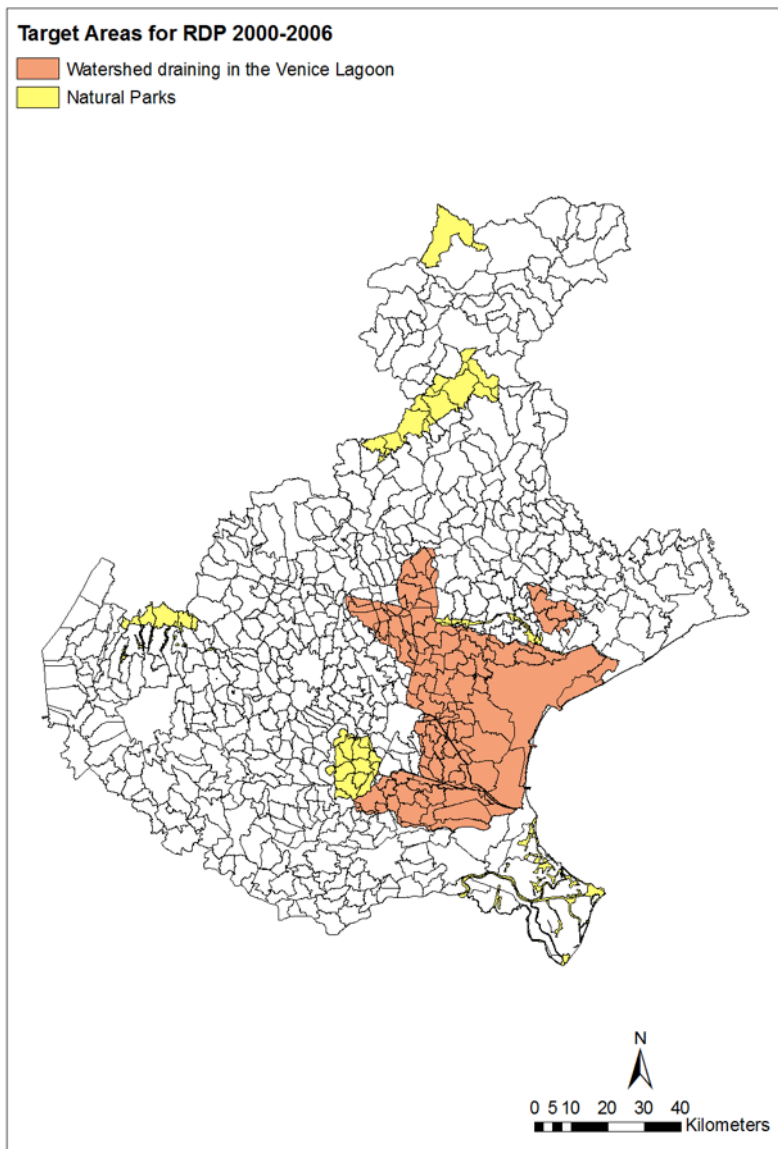 Target Areas for RDP 2000-2006
Watershed draining in the Venice Lagoon
Natural Parks
N
0 5 10 20 30 40
Kilometers